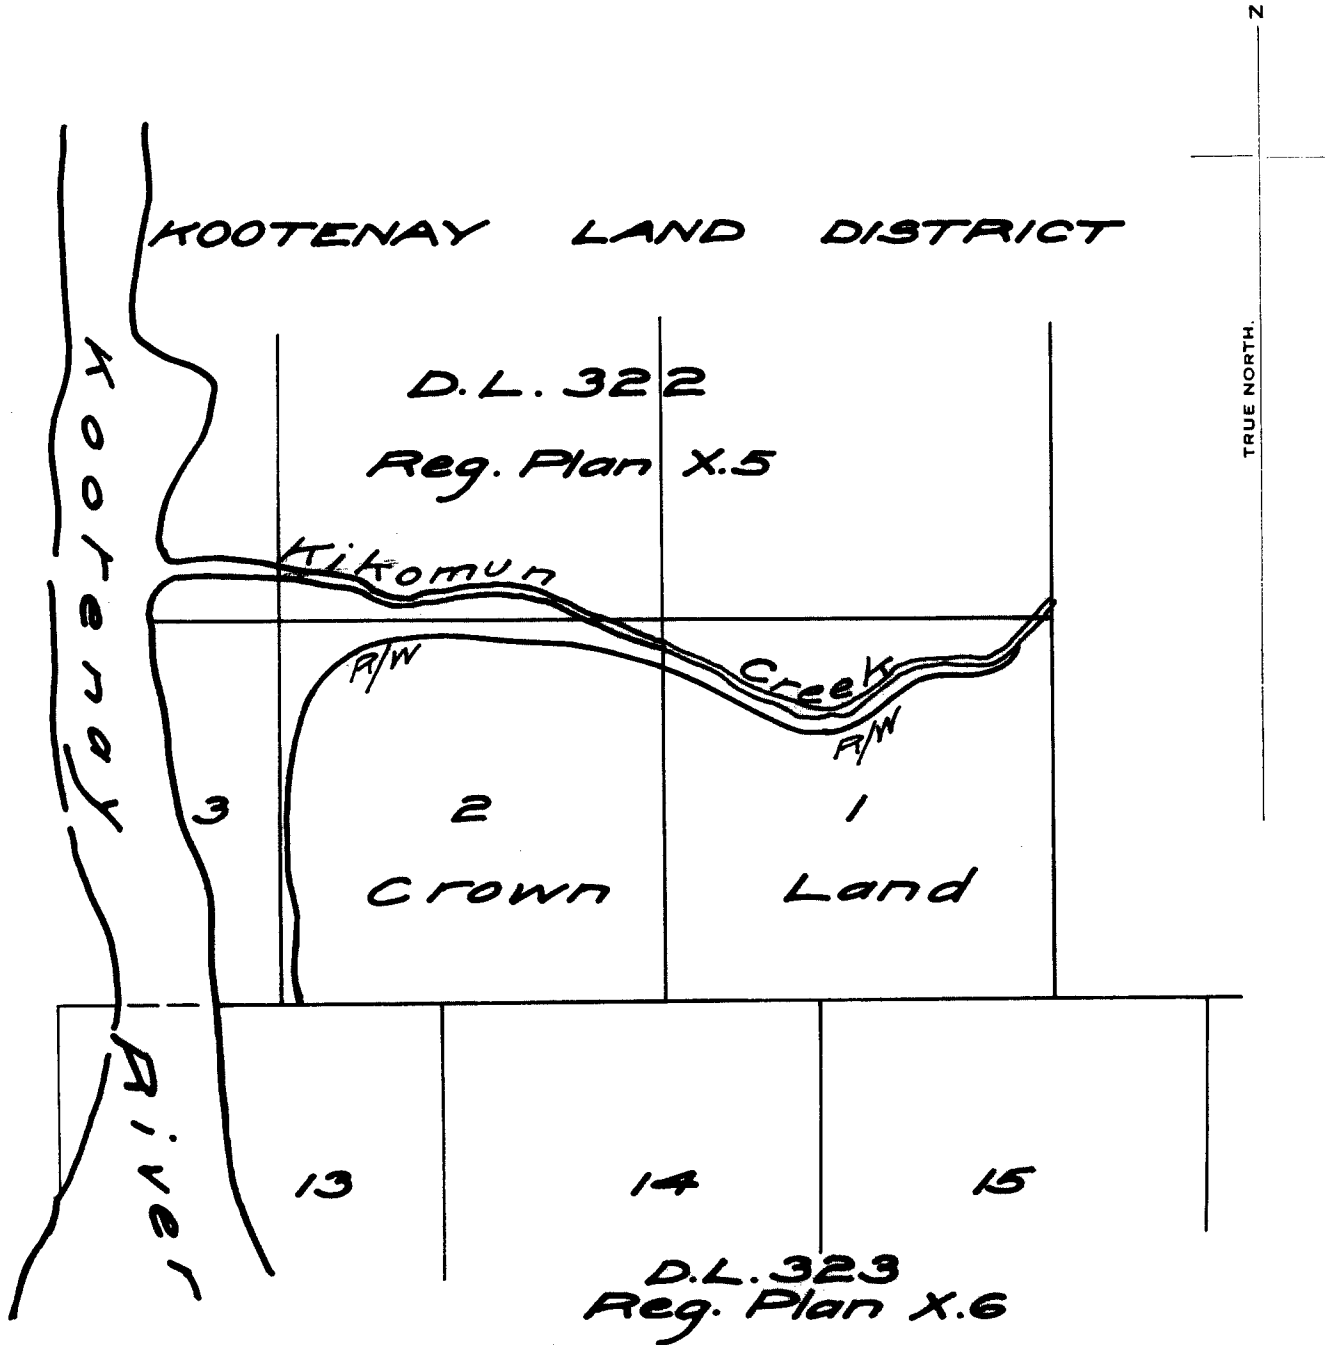 N
TRUE NORTH.
KOOTENAY LAND DISTRICT
D.L. 322
Reg. Plan X.5
Kootenay River
Kikomun Creek
R/W
R/W
3
2
1
Crown Land
13
14
15
D.L. 323
Reg. Plan X.6